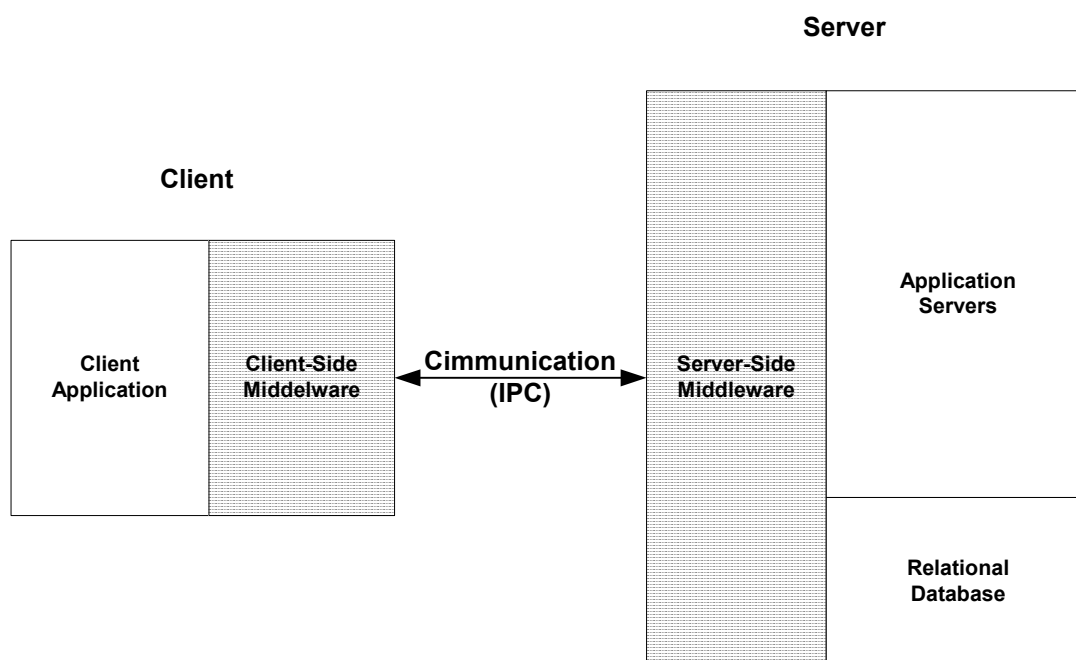 Server
Client
Application
Servers
Client
Application
Client-Side
Middelware
Cimmunication
(IPC)
Server-Side
Middleware
Relational
Database